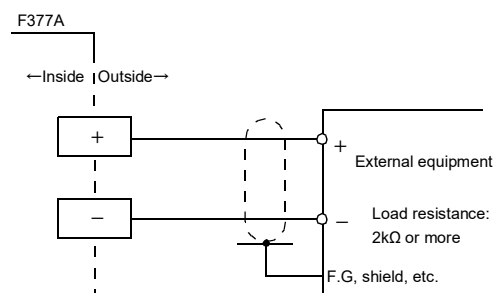 F377A
←Inside Outside→
+
+
External equipment
−
−
Load resistance:
2kΩ or more
F.G, shield, etc.